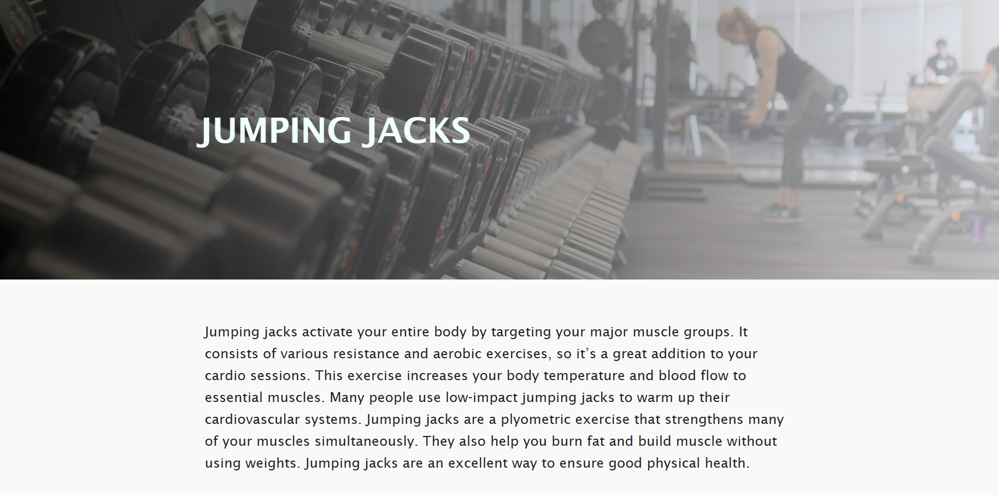 JUMPING JACKS
Jumping jacks activate your entire body by targeting your major muscle groups. It
consists of various resistance and aerobic exercises, so it’s a great addition to your
cardio sessions. This exercise increases your body temperature and blood flow to
essential muscles. Many people use low-impact jumping jacks to warm up their
cardiovascular systems. Jumping jacks are a plyometric exercise that strengthens many
of your muscles simultaneously. They also help you burn fat and build muscle without
using weights. Jumping jacks are an excellent way to ensure good physical health.